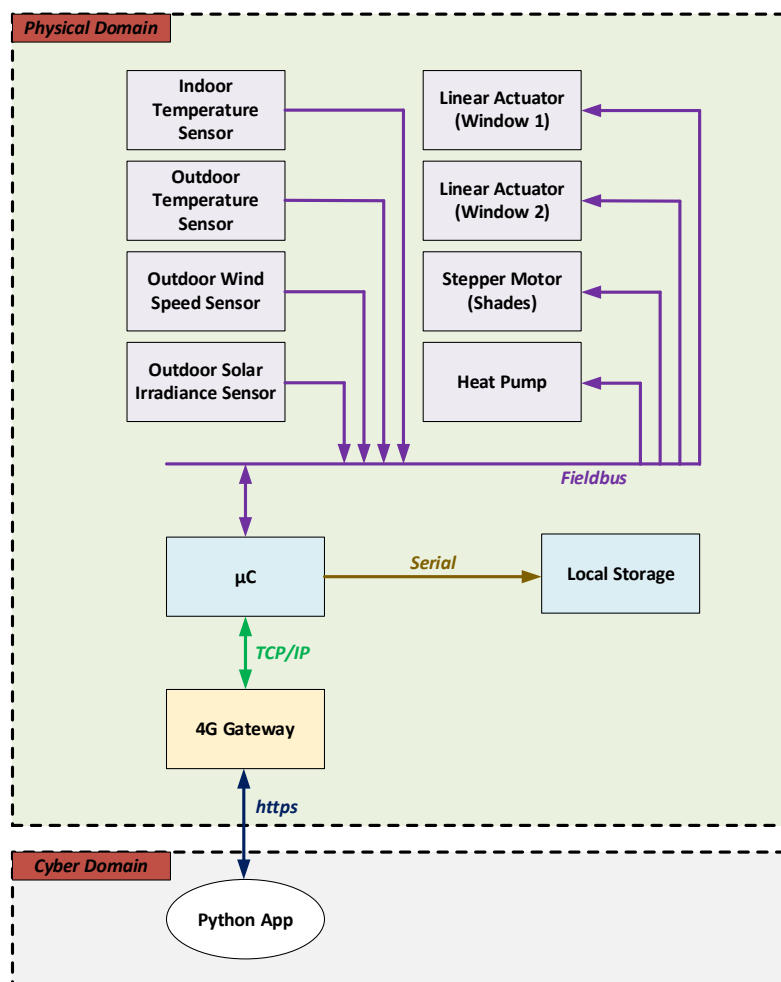 Physical Domain
Indoor
Temperature
Sensor
Linear Actuator
(Window 1)
Outdoor
Temperature
Sensor
Linear Actuator
(Window 2)
Outdoor Wind
Speed Sensor
Stepper Motor
(Shades)
Outdoor Solar
Irradiance Sensor
Heat Pump
Fieldbus
µC
Serial
Local Storage
TCP/IP
4G Gateway
https
Cyber Domain
Python App